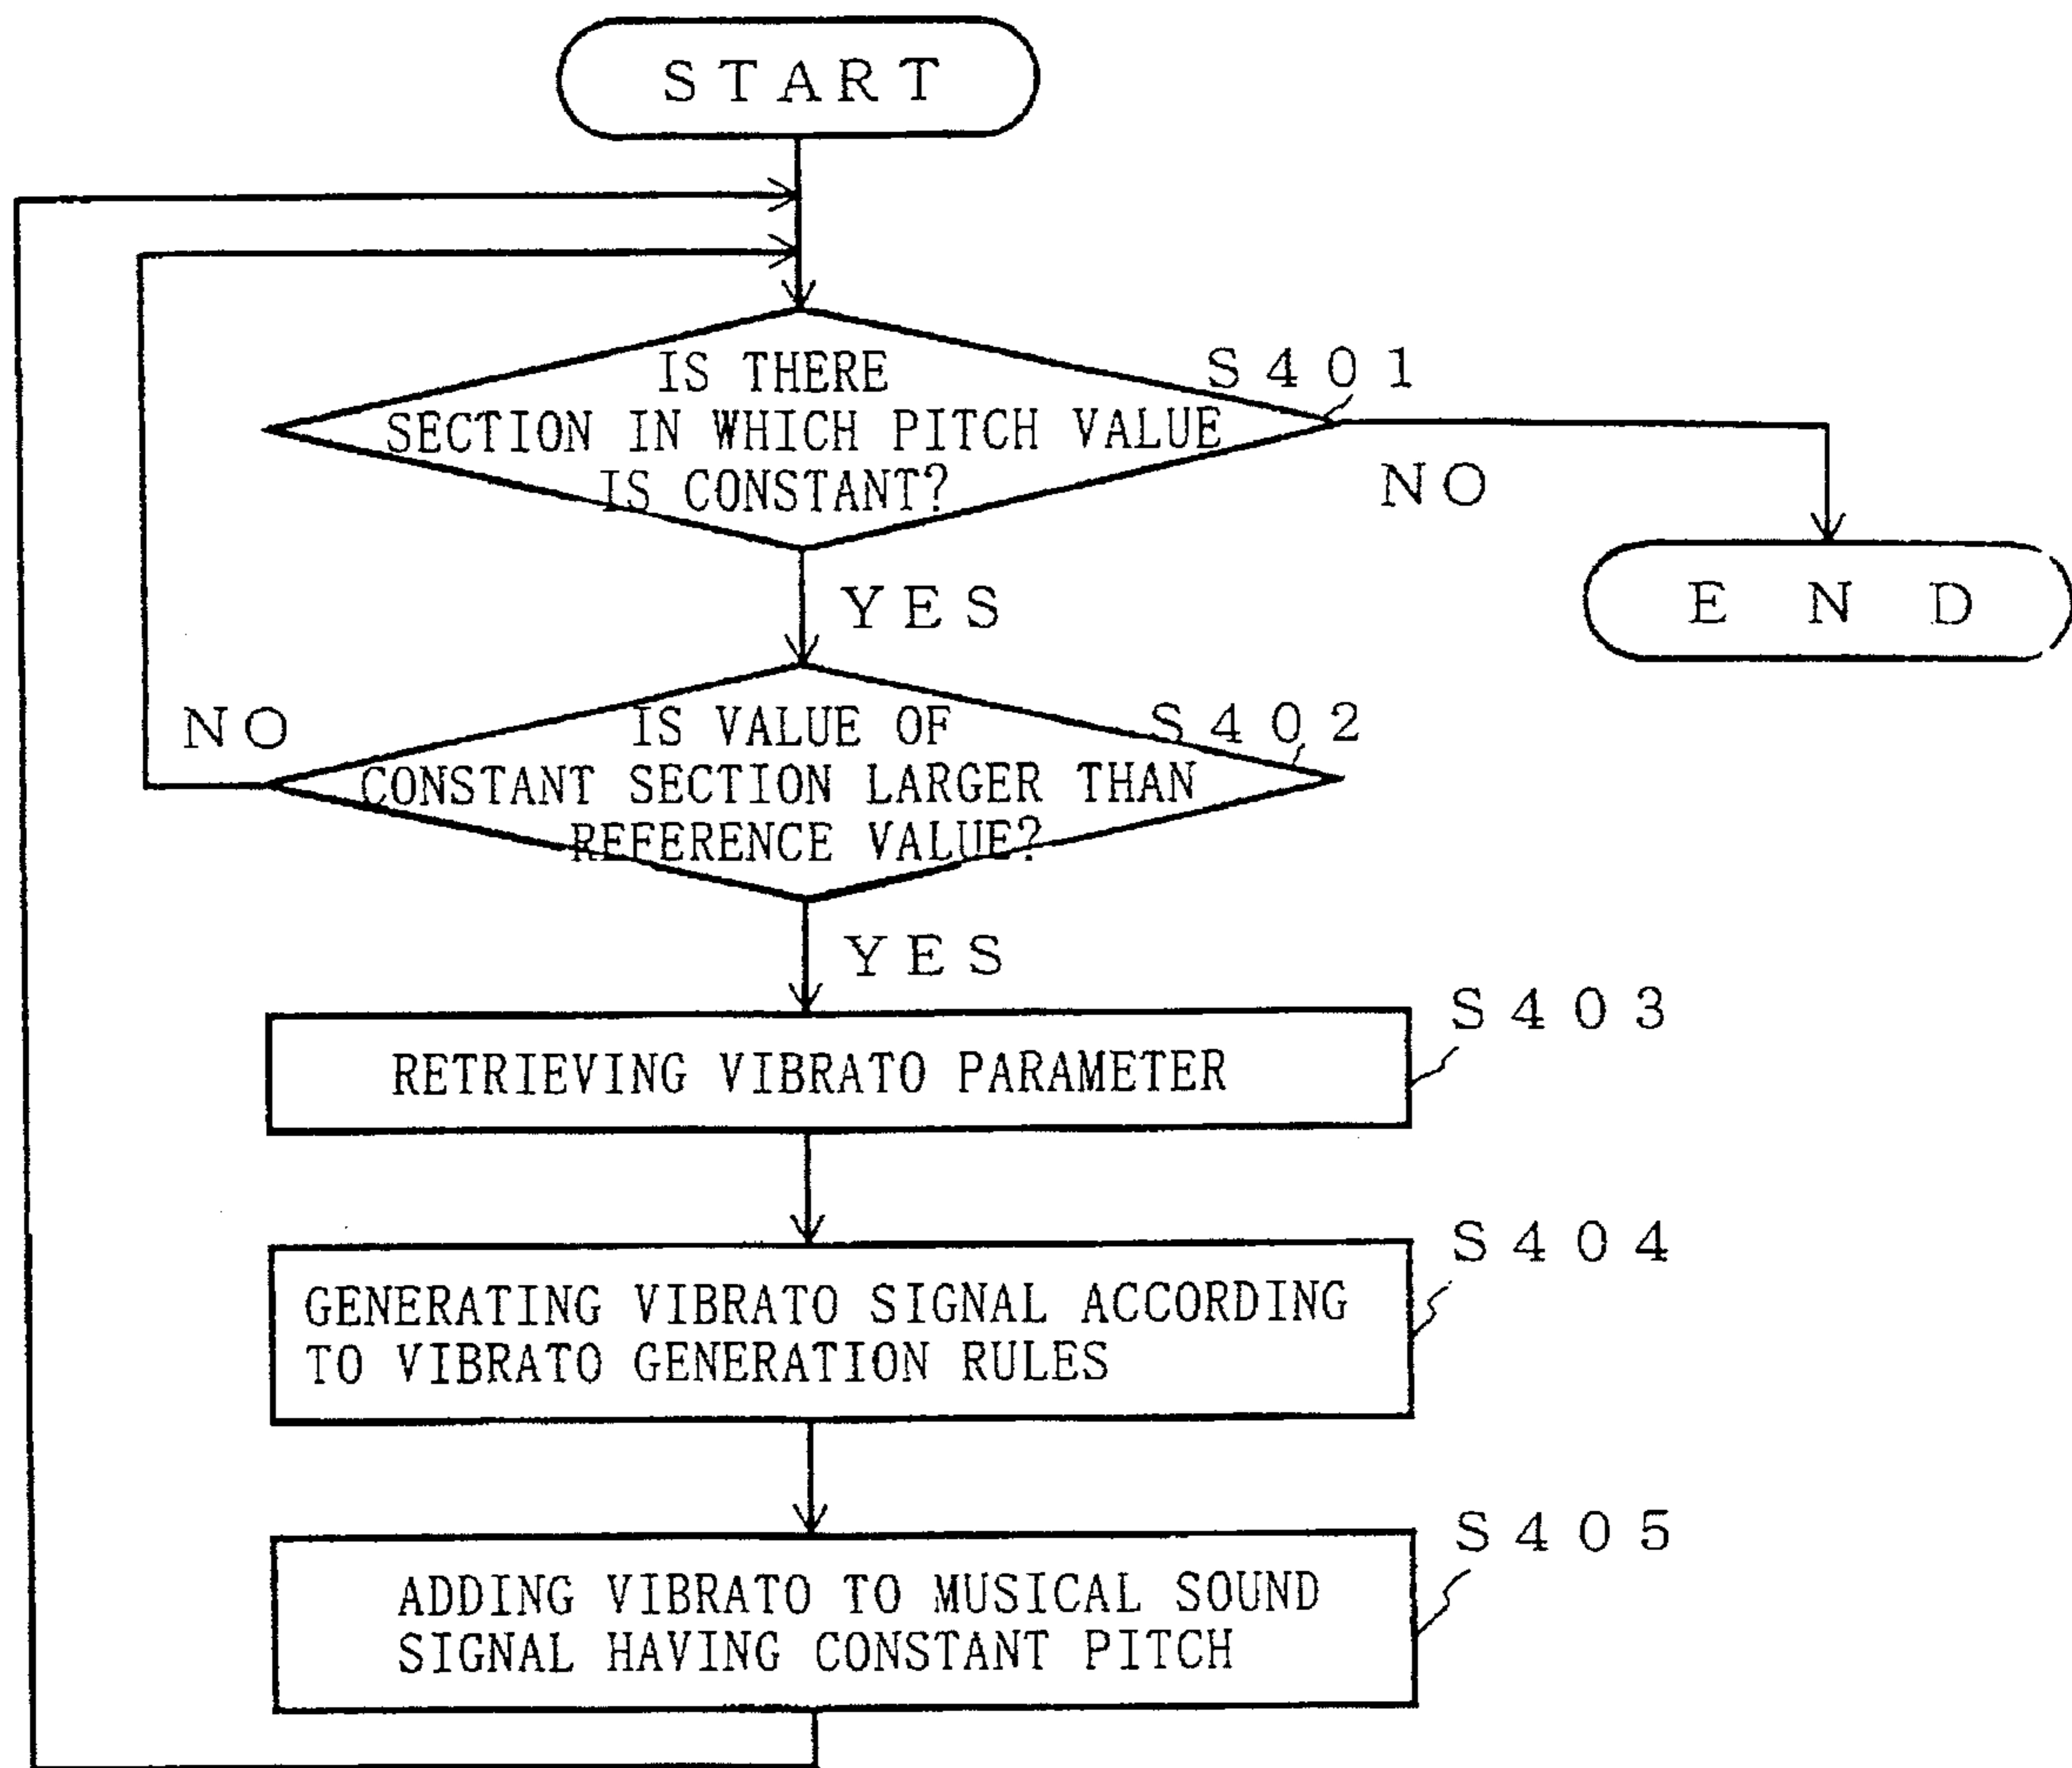 START
IS THERE
SECTION IN WHICH PITCH VALUE
IS CONSTANT?
S401
NO
END
YES
IS VALUE OF
CONSTANT SECTION LARGER THAN
REFERENCE VALUE?
S402
NO
YES
RETRIEVING VIBRATO PARAMETER
S403
GENERATING VIBRATO SIGNAL ACCORDING
TO VIBRATO GENERATION RULES
S404
ADDING VIBRATO TO MUSICAL SOUND
SIGNAL HAVING CONSTANT PITCH
S405